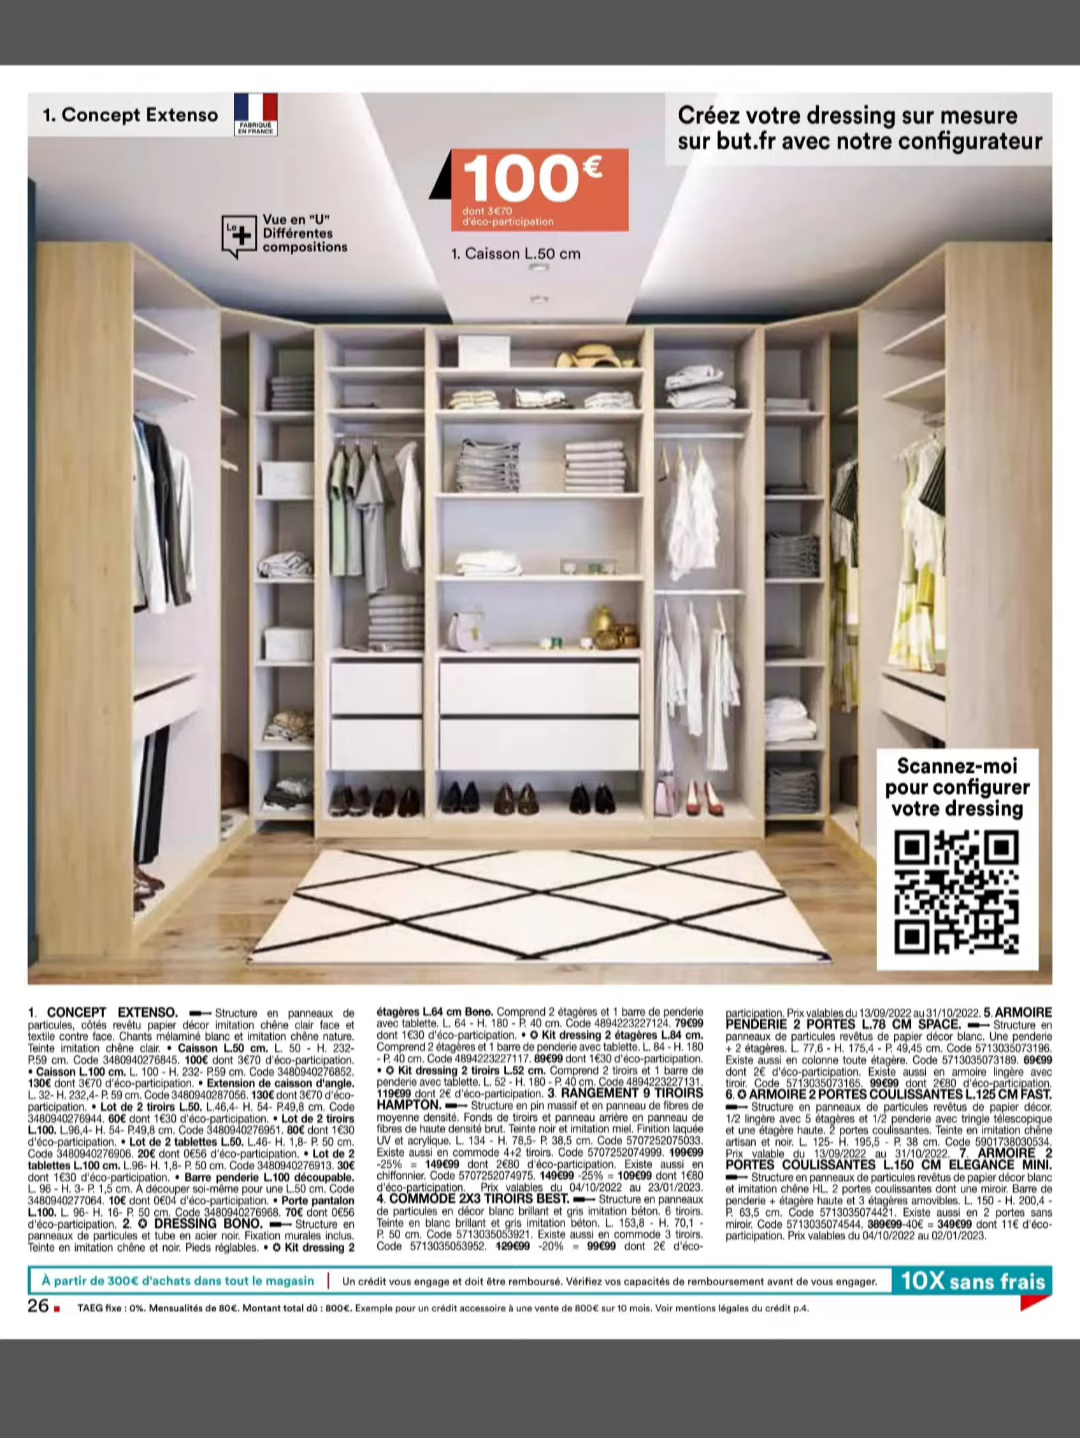 1. Concept Extenso
FABRIQUÉ
EN FRANCE
Créez votre dressing sur mesure
sur but.fr avec notre configurateur
100€
dont 3€70
d'éco-participation
1. Caisson L.50 cm
Le +
Vue en "U"
Différentes
compositions
Scannez-moi
pour configurer
votre dressing
1. CONCEPT EXTENSO. Structure en panneaux de
particules, côtés revêtu papier décor imitation chêne clair face et
textile contre face. Chants mélaminé blanc et imitation chêne nature.
Teinte imitation chêne clair. • Caisson L.50 cm. L. 50 - H. 232-
P.59 cm. Code 3480940276845. 100€ dont 3€70 d'éco-participation.
• Caisson L.100 cm. L. 100 - H. 232- P.59 cm. Code 3480940276852.
130€ dont 3€70 d'éco-participation. • Extension de caisson d'angle.
L. 32- H. 232,4- P. 59 cm. Code 3480940287056. 130€ dont 3€70 d'éco-
participation. • Lot de 2 tiroirs L.50. L.46,4- H. 54- P.49,8 cm. Code
3480940276944. 60€ dont 1€30 d'éco-participation. • Lot de 2 tiroirs
L.100. L.96,4- H. 54- P.49,8 cm. Code 3480940276951. 80€ dont 1€30
d'éco-participation. • Lot de 2 tablettes L.50. L.46- H. 1,8- P. 50 cm.
Code 3480940276906. 20€ dont 0€56 d'éco-participation. • Lot de 2
tablettes L.100 cm. L.96- H. 1,8- P. 50 cm. Code 3480940276913. 30€
dont 1€30 d'éco-participation. • Barre penderie L.100 découpable.
L. 96 - H. 3- P. 1,5 cm. A découper soi-même pour une L.50 cm. Code
3480940277064. 10€ dont 0€04 d'éco-participation. • Porte pantalon
L.100. L. 96- H. 16- P. 50 cm. Code 3480940276968. 70€ dont 0€56
d'éco-participation. 2. DRESSING BONO. Structure en
panneaux de particules et tube en acier noir. Fixation murales inclus.
Teinte en imitation chêne et noir. Pieds réglables. • Kit dressing 2
étagères L.64 cm Bono. Comprend 2 étagères et 1 barre de penderie
avec tablette. L. 64 - H. 180 - P. 40 cm. Code 4894223227124. 79€99
dont 1€30 d'éco-participation. • Kit dressing 2 étagères L.84 cm.
Comprend 2 étagères et 1 barre de penderie avec tablette. L. 84 - H. 180
- P. 40 cm. Code 4894223227117. 89€99 dont 1€30 d'éco-participation.
• Kit dressing 2 tiroirs L.52 cm. Comprend 2 tiroirs et 1 barre de
penderie avec tablette. L. 52 - H. 180 - P. 40 cm. Code 4894223227131.
119€99 dont 2€ d'éco-participation. 3. RANGEMENT 9 TIROIRS
HAMPTON. Structure en pin massif et en panneau de fibres de
moyenne densité. Fonds de tiroirs et panneau arrière en panneau de
fibres de haute densité brut. Teinte noir et imitation miel. Finition laquée
UV et acrylique. L. 134 - H. 78,5- P. 38,5 cm. Code 5707252075033.
Existe aussi en commode 4+2 tiroirs. Code 5707252074999. 199€99
-25% = 149€99 dont 2€80 d'éco-participation. Existe aussi en
chiffonnier. Code 5707252074975. 149€99 -25% = 109€99 dont 1€80
d'éco-participation. Prix valables du 04/10/2022 au 23/01/2023.
4. COMMODE 2X3 TIROIRS BEST. Structure en panneaux
de particules en décor blanc brillant et gris imitation béton. 6 tiroirs.
Teinte en blanc brillant et gris imitation béton. L. 153,8 - H. 70,1 -
P. 50 cm. Code 5713035053921. Existe aussi en commode 3 tiroirs.
Code 5713035053952. 129€99 -20% = 99€99 dont 2€ d'éco-
participation. Prix valables du 13/09/2022 au 31/10/2022. 5. ARMOIRE
PENDERIE 2 PORTES L.78 CM SPACE. Structure en
panneaux de particules revêtus de papier décor blanc. Une penderie
+ 2 étagères. L. 77,6 - H. 175,4 - P. 49,45 cm. Code 5713035073196.
Existe aussi en colonne toute étagère. Code 5713035073189. 69€99
dont 2€ d'éco-participation. Existe aussi en armoire lingère avec
tiroir. Code 5713035073165. 99€99 dont 2€80 d'éco-participation.
6. ARMOIRE 2 PORTES COULISSANTES L.125 CM FAST.
Structure en panneaux de particules revêtus de papier décor.
1/2 lingère avec 5 étagères et 1/2 penderie avec tringle télescopique
et une étagère haute. 2 portes coulissantes. Teinte en imitation chêne
artisan et noir. L. 125- H. 195,5 - P. 38 cm. Code 5901738030534.
Prix valable du 13/09/2022 au 31/10/2022. 7. ARMOIRE 2
PORTES COULISSANTES L.150 CM ELEGANCE MINI.
Structure en panneaux de particules revêtus de papier décor blanc
et imitation chêne HL. 2 portes coulissantes dont une miroir. Barre de
penderie + étagère haute et 3 étagères amovibles. L. 150 - H. 200,4 -
P. 63,5 cm. Code 5713035074421. Existe aussi en 2 portes sans
miroir. Code 5713035074544. 389€99-40€ = 349€99 dont 11€ d'éco-
participation. Prix valables du 04/10/2022 au 02/01/2023.
À partir de 300€ d'achats dans tout le magasin | Un crédit vous engage et doit être remboursé. Vérifiez vos capacités de remboursement avant de vous engager. 10X sans frais
26 TAEG fixe : 0%. Mensualités de 80€. Montant total dû : 800€. Exemple pour un crédit accessoire à une vente de 800€ sur 10 mois. Voir mentions légales du crédit p.4.